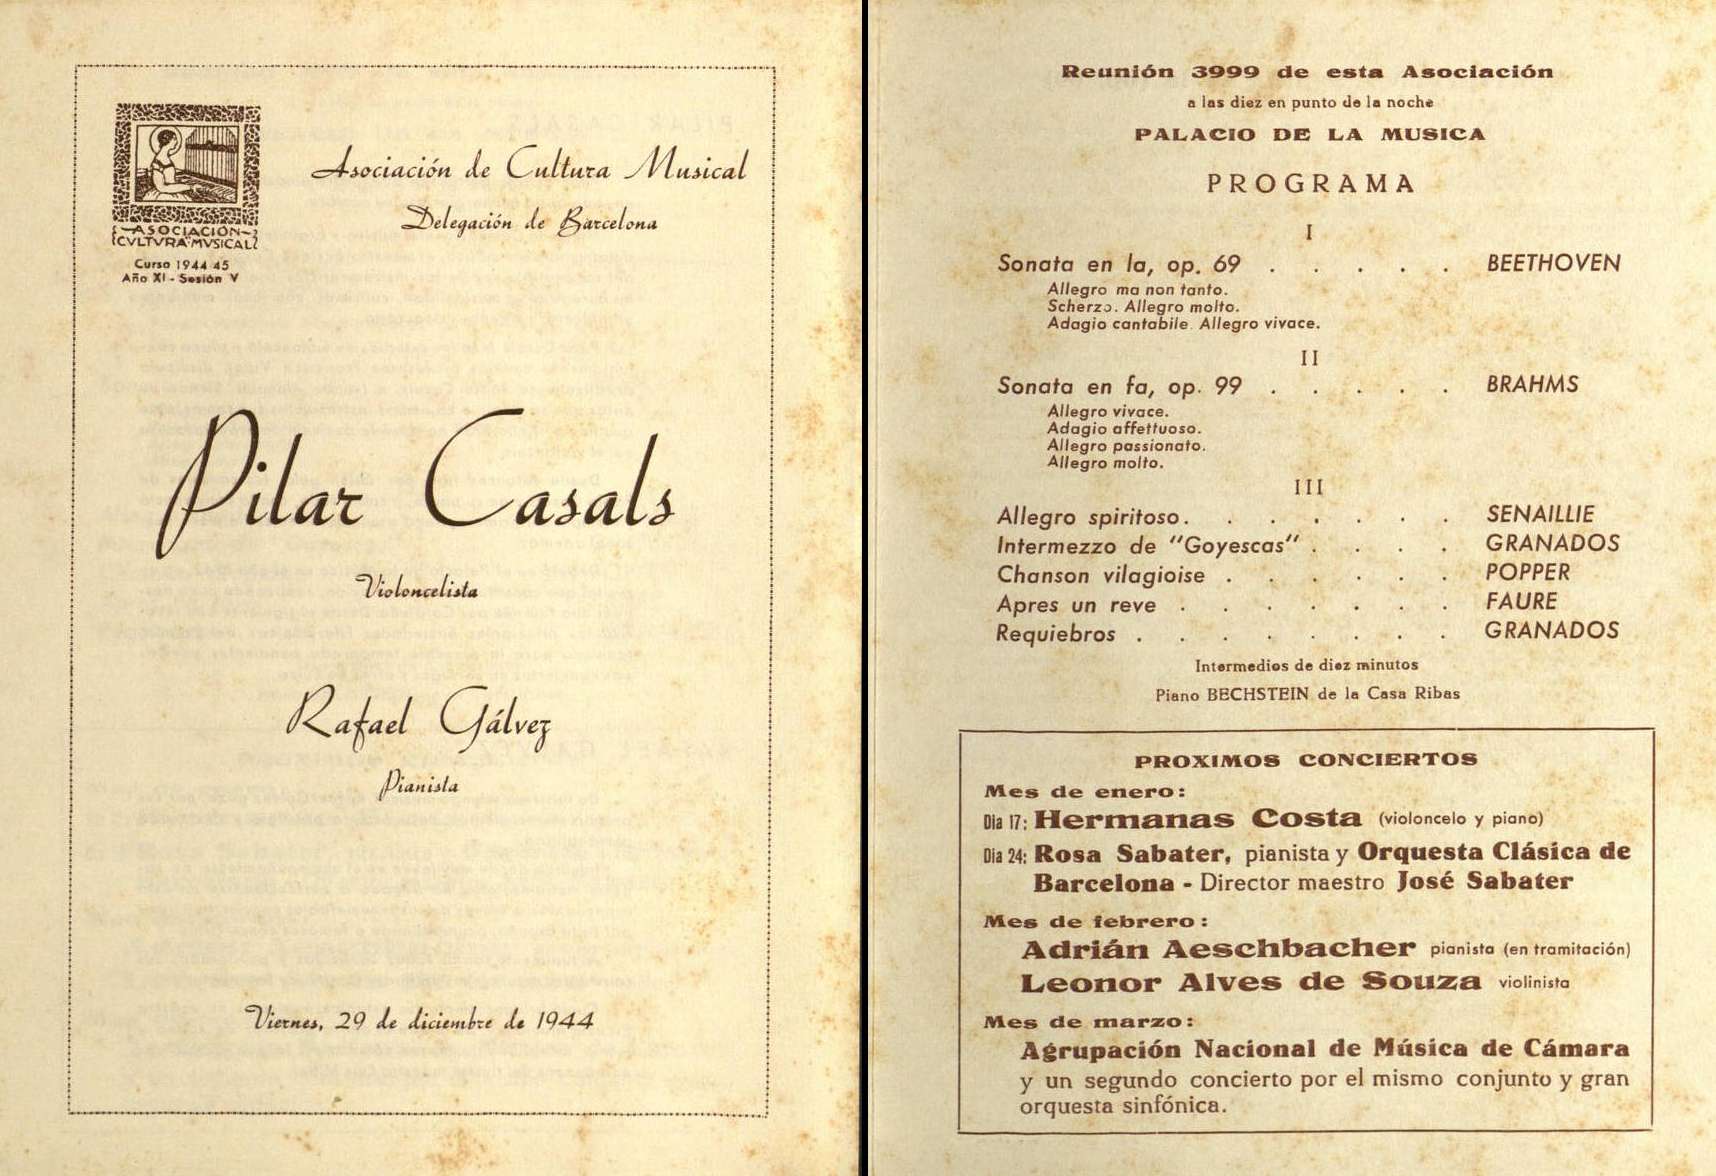 ASOCIACIÓN
CVLTVRA MVSICAL
Curso 1944 45
Año XI - Sesión V
Asociación de Cultura Musical
Delegación de Barcelona
Pilar Casals
Violoncelista
Rafael Gálvez
Pianista
Viernes, 29 de diciembre de 1944
Reunión 3999 de esta Asociación
a las diez en punto de la noche
PALACIO DE LA MUSICA
PROGRAMA
I
Sonata en la, op. 69 . . . . . BEETHOVEN
Allegro ma non tanto.
Scherzo. Allegro molto.
Adagio cantabile. Allegro vivace.
II
Sonata en fa, op. 99 . . . . . BRAHMS
Allegro vivace.
Adagio affettuoso.
Allegro passionato.
Allegro molto.
III
Allegro spiritoso. . . . . . . SENAILLIE
Intermezzo de "Goyescas" . . . . GRANADOS
Chanson vilagioise . . . . . . POPPER
Apres un reve . . . . . . . FAURE
Requiebros . . . . . . . . GRANADOS
Intermedios de diez minutos
Piano BECHSTEIN de la Casa Ribas
PROXIMOS CONCIERTOS
Mes de enero:
Dia 17: Hermanas Costa (violoncelo y piano)
Dia 24: Rosa Sabater, pianista y Orquesta Clásica de
Barcelona - Director maestro José Sabater
Mes de febrero:
Adrián Aeschbacher pianista (en tramitación)
Leonor Alves de Souza violinista
Mes de marzo:
Agrupación Nacional de Música de Cámara
y un segundo concierto por el mismo conjunto y gran
orquesta sinfónica.